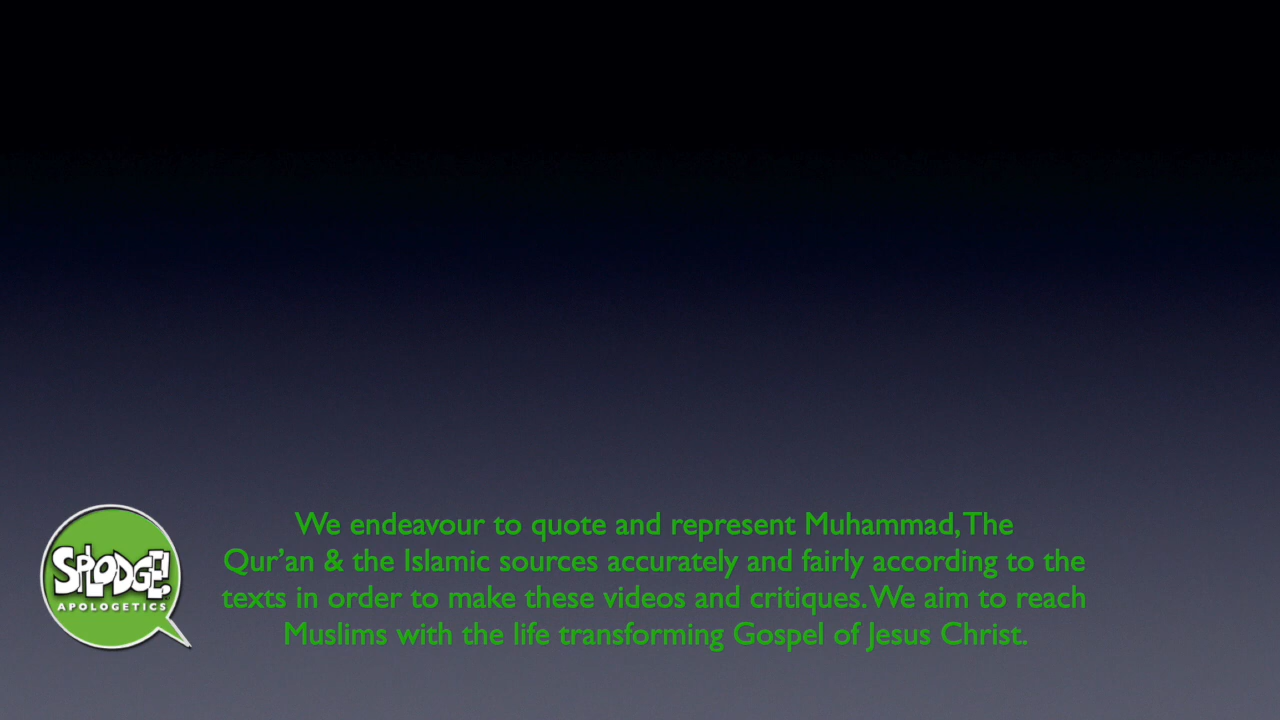 We endeavour to quote and represent Muhammad, The
Qur’an & the Islamic sources accurately and fairly according to the
texts in order to make these videos and critiques. We aim to reach
Muslims with the life transforming Gospel of Jesus Christ.
SPLODGE!
APOLOGETICS